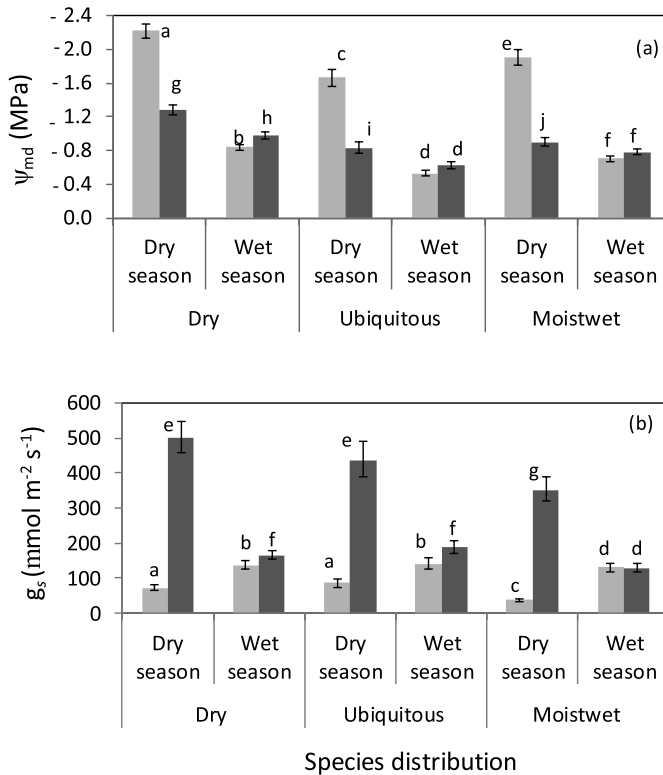 - 2.4
- 2.0
- 1.6
- 1.2
- 0.8
- 0.4
0.0
Ψmd (MPa)
(a)
a g b h c i d d e j f f
Dry season Wet season Dry season Wet season Dry season Wet season
Dry Ubiquitous Moistwet
600
500
400
300
200
100
0
gs (mmol m-2 s-1)
(b)
a e b f a e b f c g d d
Dry season Wet season Dry season Wet season Dry season Wet season
Dry Ubiquitous Moistwet
Species distribution